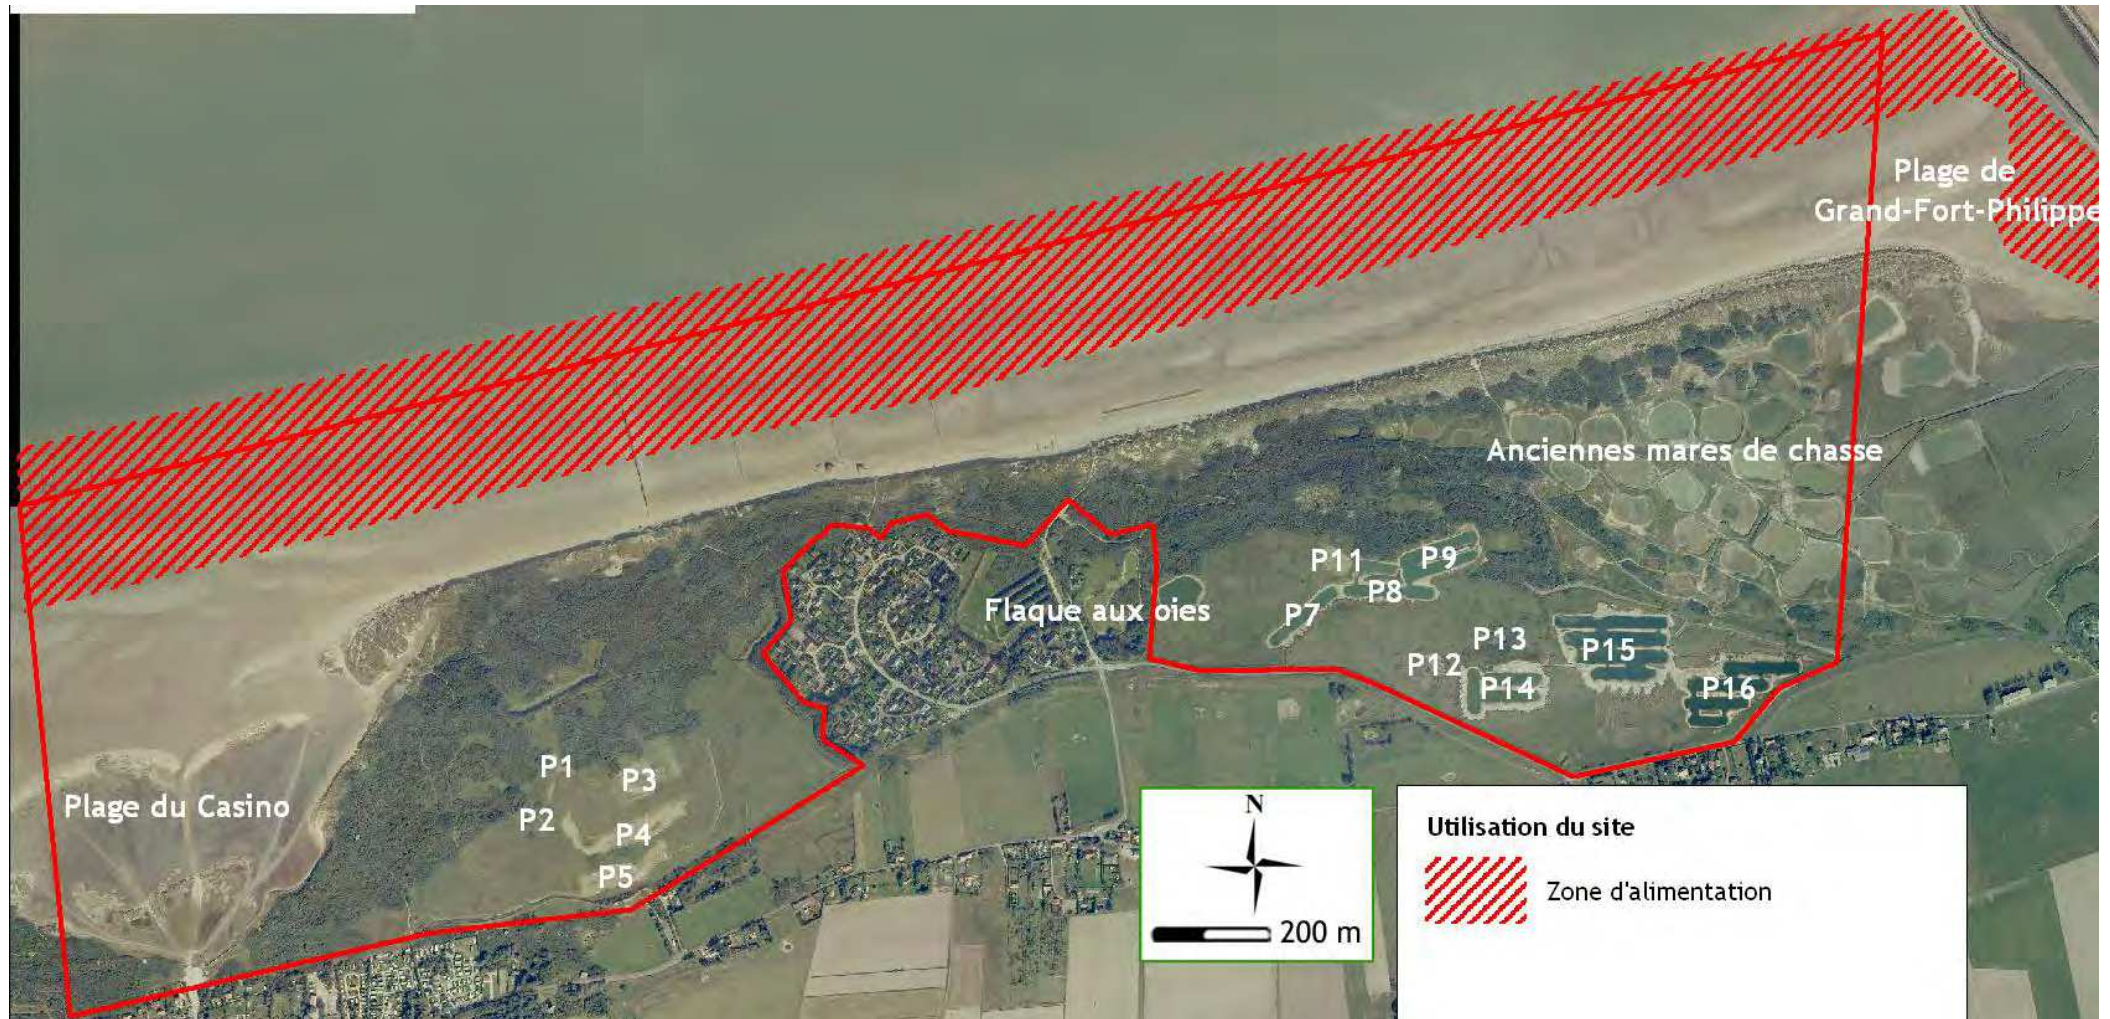 Plage de
Grand-Fort-Philippe
Anciennes mares de chasse
P11
P9
P8
P7
Flaque aux oies
P13
P15
P12
P14
P16
P1
P3
P2
P4
P5
Plage du Casino
N
200 m
Utilisation du site
Zone d'alimentation